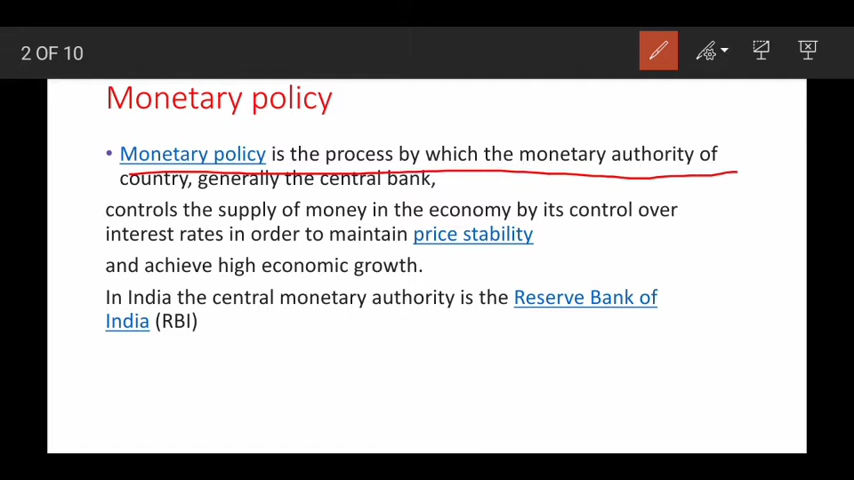 2 OF 10
Monetary policy
• Monetary policy is the process by which the monetary authority of
country, generally the central bank,
controls the supply of money in the economy by its control over
interest rates in order to maintain price stability
and achieve high economic growth.
In India the central monetary authority is the Reserve Bank of
India (RBI)